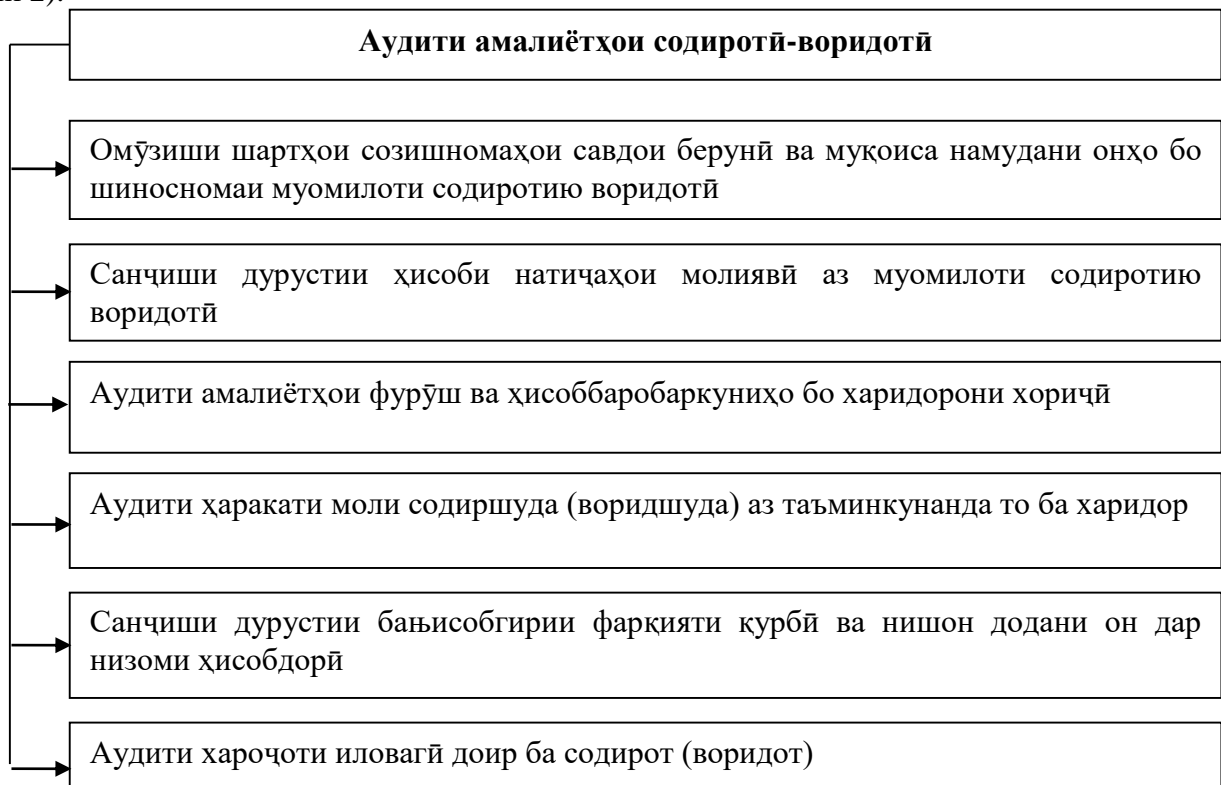 Аудити амалиётҳои содиротӣ-воридотӣ
Омӯзиши шартҳои созишномаҳои савдои берунӣ ва муқоиса намудани онҳо бо
шиносномаи муомилоти содиротию воридотӣ
Санҷиши дурустии ҳисоби натиҷаҳои молиявӣ аз муомилоти содиротию
воридотӣ
Аудити амалиётҳои фурӯш ва ҳисоббаробаркуниҳо бо харидорони хориҷӣ
Аудити ҳаракати моли содиршуда (воридшуда) аз таъминкунанда то ба харидор
Санҷиши дурустии бањисобгирии фарқияти қурбӣ ва нишон додани он дар
низоми ҳисобдорӣ
Аудити хароҷоти иловагӣ доир ба содирот (воридот)